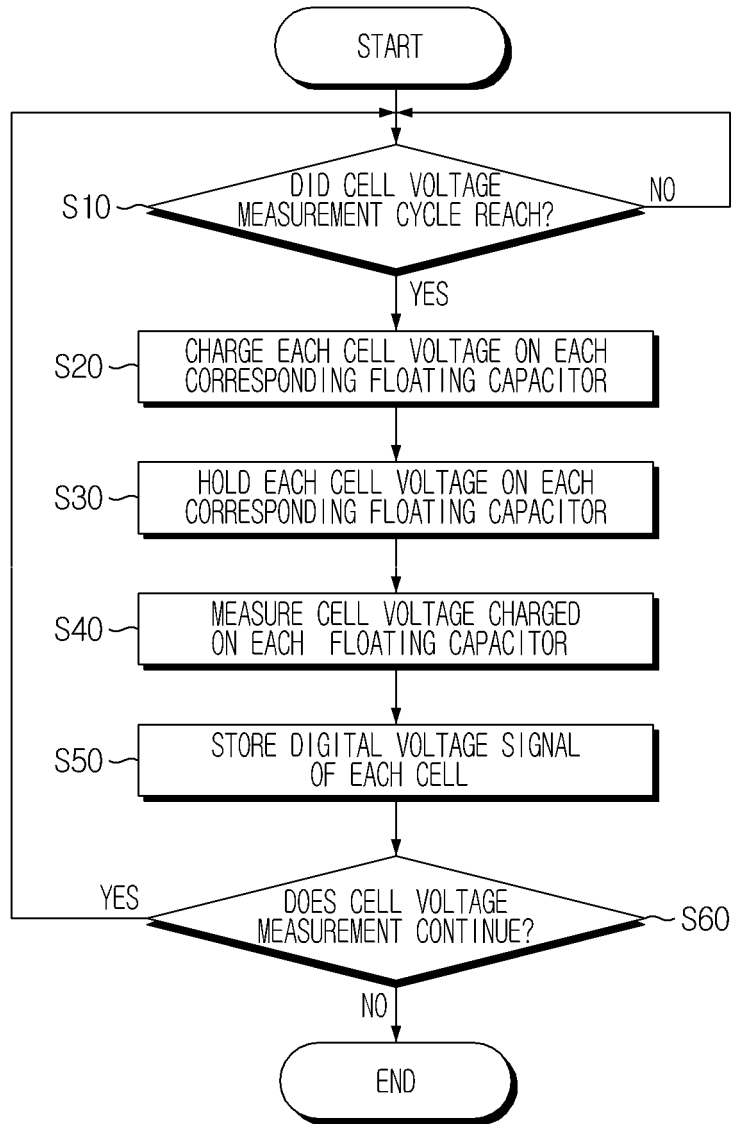 START
DID CELL VOLTAGE
MEASUREMENT CYCLE REACH?
S10
NO
YES
S20
CHARGE EACH CELL VOLTAGE ON EACH
CORRESPONDING FLOATING CAPACITOR
S30
HOLD EACH CELL VOLTAGE ON EACH
CORRESPONDING FLOATING CAPACITOR
S40
MEASURE CELL VOLTAGE CHARGED
ON EACH FLOATING CAPACITOR
S50
STORE DIGITAL VOLTAGE SIGNAL
OF EACH CELL
YES
DOES CELL VOLTAGE
MEASUREMENT CONTINUE?
S60
NO
END